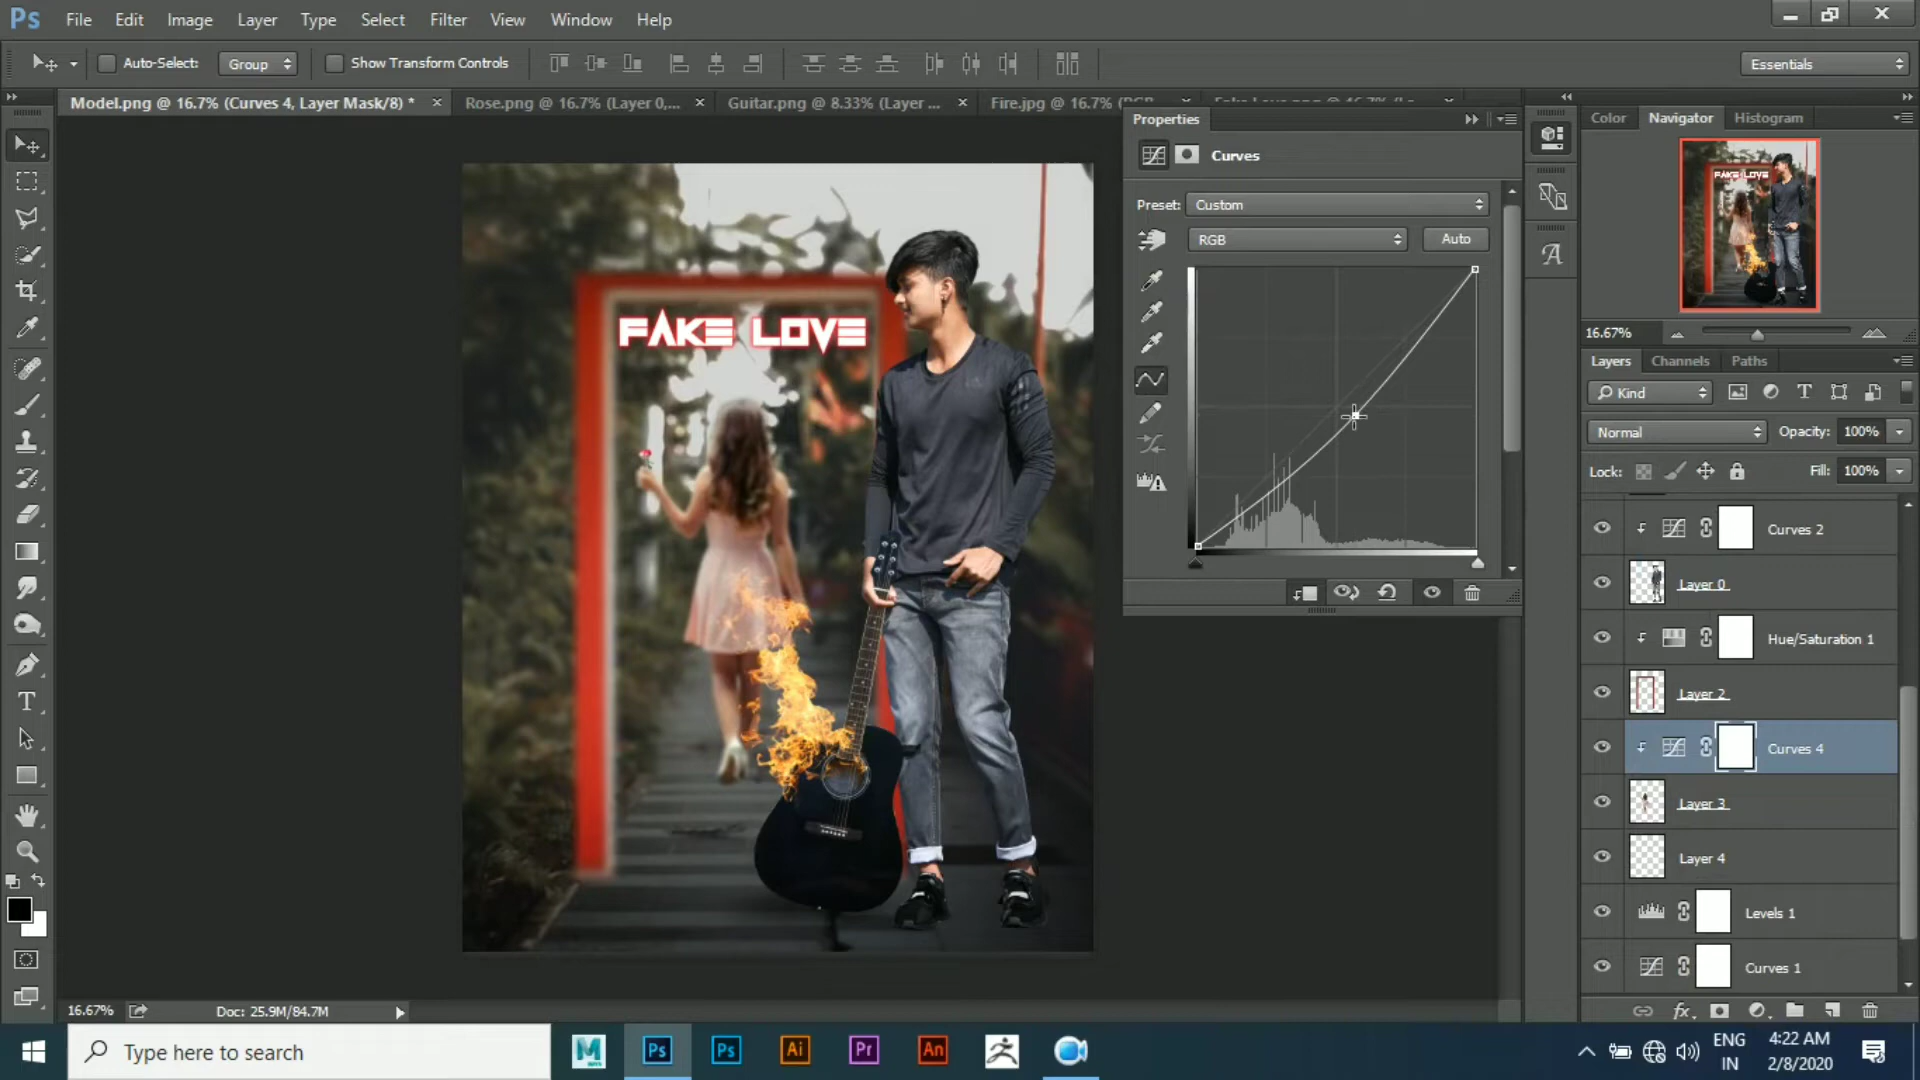 Ps File Edit Image Layer Type Select Filter View Window Help
Auto-Select: Group Show Transform Controls Essentials
Model.png @ 16.7% (Curves 4, Layer Mask/8) * × Rose.png @ 16.7% (Layer 0,... × Guitar.png @ 8.33% (Layer ... × Fire.jpg @ 16.7%
Properties
Color Navigator Histogram
Curves
FAKE LOVE
Preset: Custom
RGB Auto
16.67%
FAKE LOVE
Layers Channels Paths
Kind
Normal Opacity: 100%
Lock: Fill: 100%
Curves 2
Layer 0
Hue/Saturation 1
Layer 2
Curves 4
Layer 3
Layer 4
Levels 1
Curves 1
16.67% Doc: 25.9M/84.7M
Type here to search
M Ps Ps Ai Pr An
ENG
IN
4:22 AM
2/8/2020